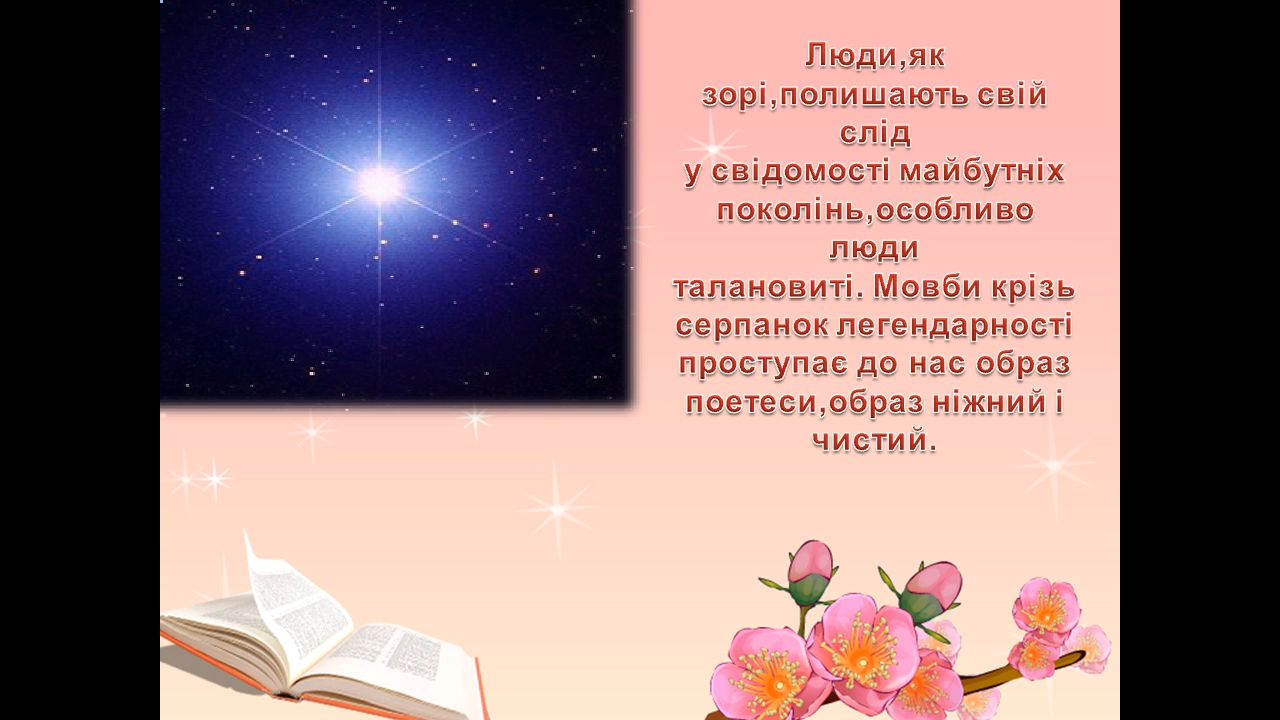 Люди,як
зорі,полишають свій
слід
у свідомості майбутніх
поколінь,особливо
люди
талановиті. Мовби крізь
серпанок легендарності
проступає до нас образ
поетеси,образ ніжний і
чистий.